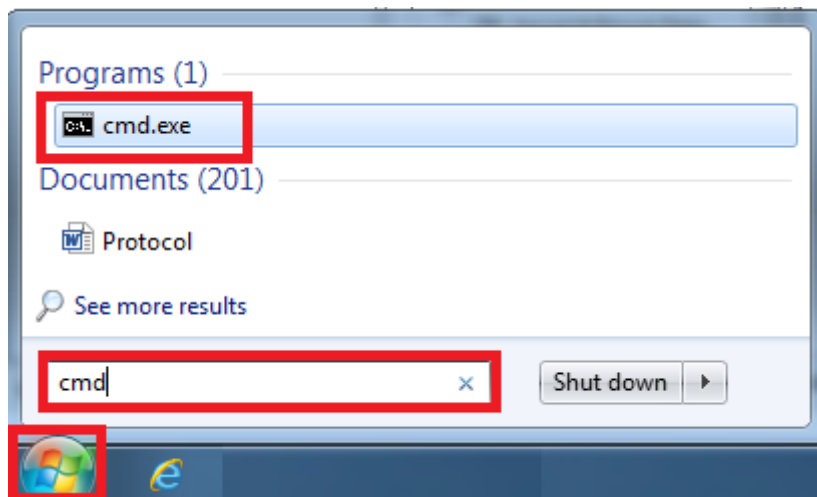 Programs (1)
cmd.exe
Documents (201)
Protocol
See more results
cmd
Shut down